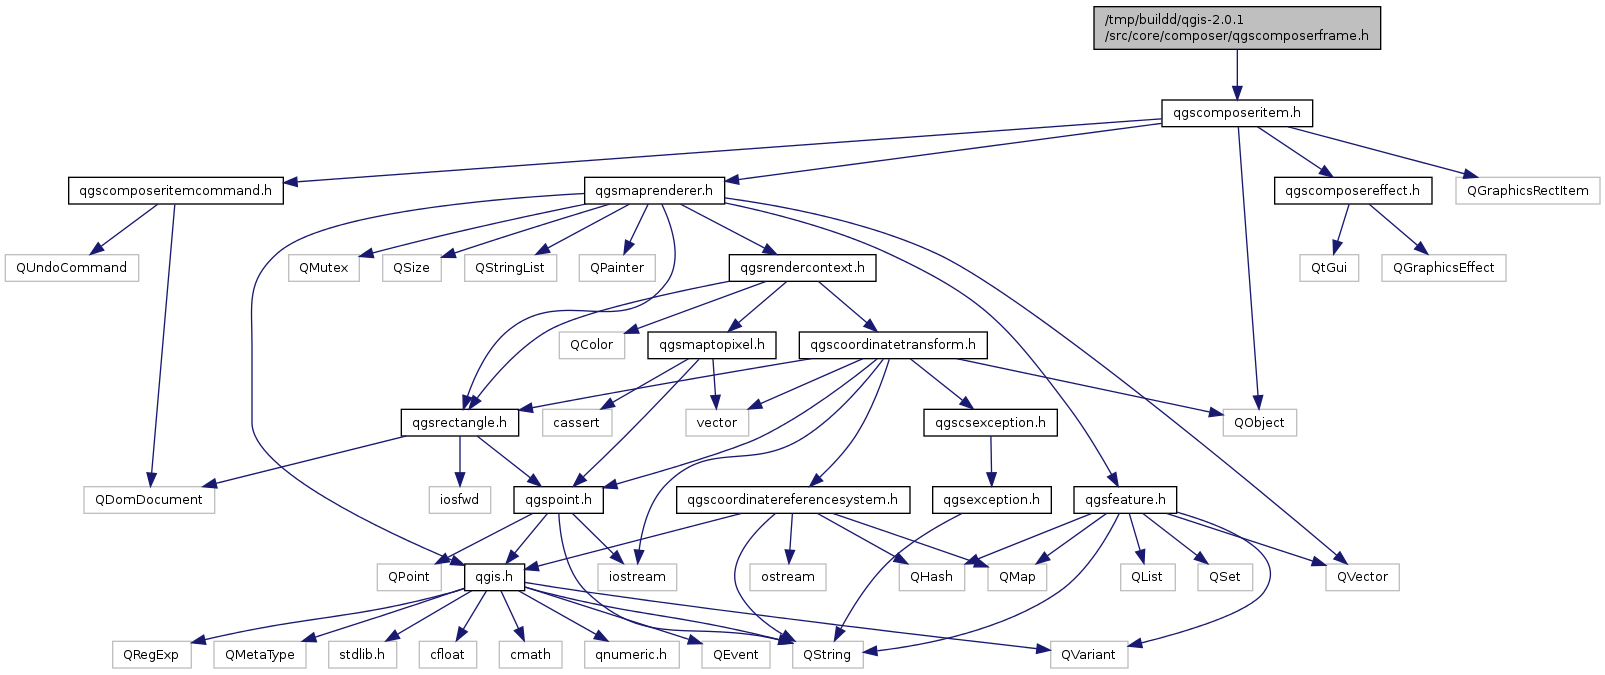 /tmp/buildd/qgis-2.0.1
/src/core/composer/qgscomposerframe.h
qgscomposeritem.h
qgscomposeritemcommand.h
qgsmaprenderer.h
qgscomposereffect.h
QGraphicsRectItem
QUndoCommand
QMutex
QSize
QStringList
QPainter
qgsrendercontext.h
QtGui
QGraphicsEffect
QColor
qgsmaptopixel.h
qgscoordinatetransform.h
qgsrectangle.h
cassert
vector
qgscsexception.h
QObject
QDomDocument
iosfwd
qgspoint.h
qgscoordinatereferencesystem.h
qgsexception.h
qgsfeature.h
QPoint
qgis.h
iostream
ostream
QHash
QMap
QList
QSet
QVector
QRegExp
QMetaType
stdlib.h
cfloat
cmath
qnumeric.h
QEvent
QString
QVariant